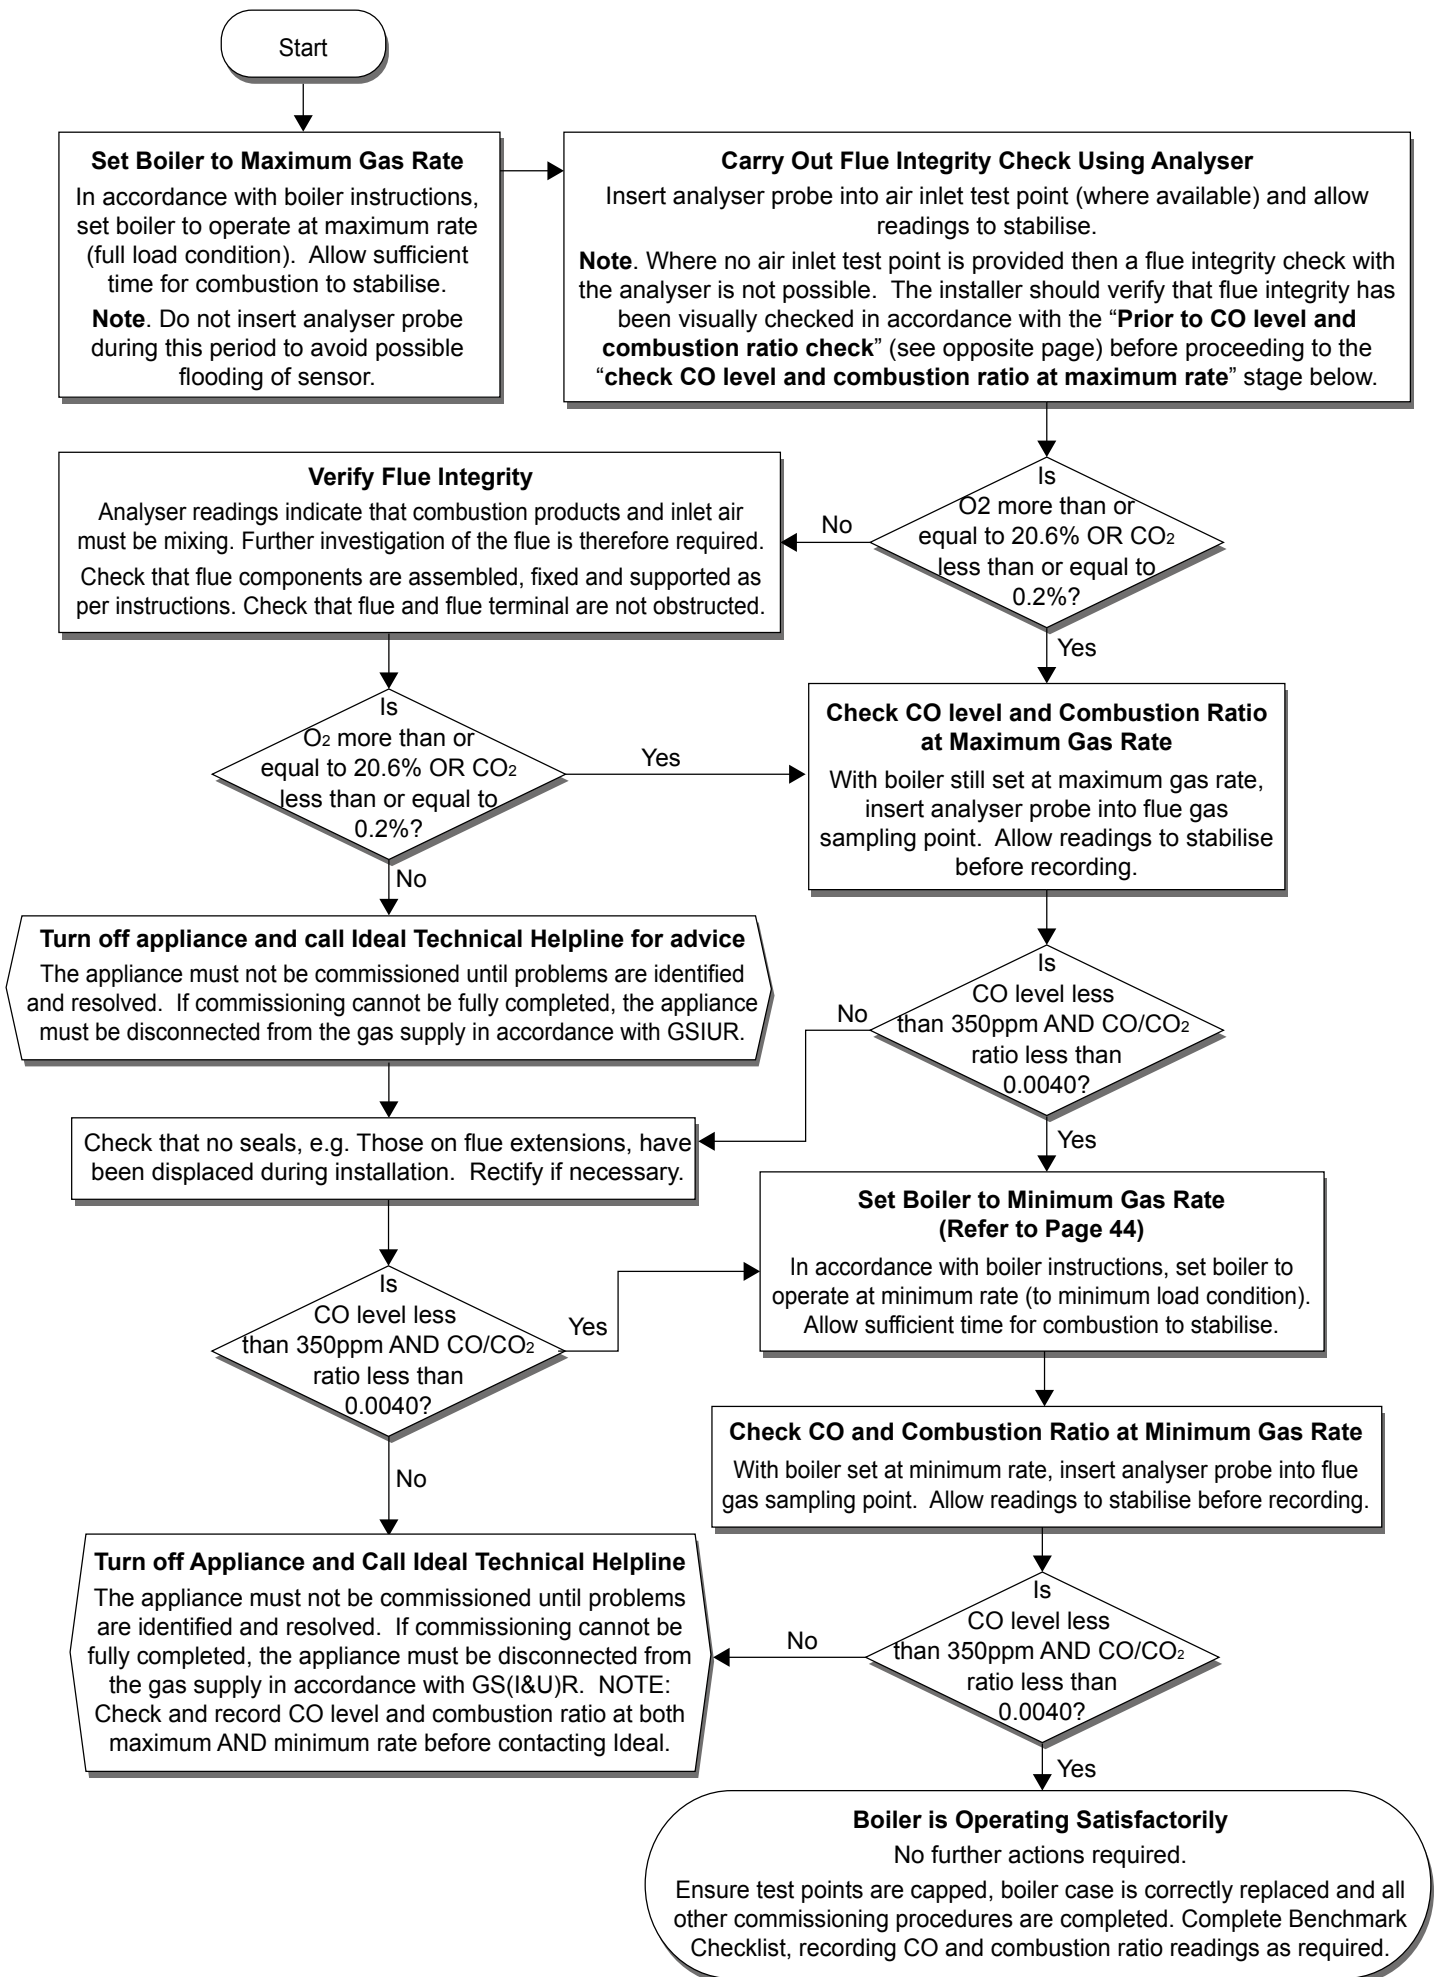 Start
Set Boiler to Maximum Gas Rate
In accordance with boiler instructions,
set boiler to operate at maximum rate
(full load condition).  Allow sufficient
time for combustion to stabilise.
Note. Do not insert analyser probe
during this period to avoid possible
flooding of sensor.
Carry Out Flue Integrity Check Using Analyser
Insert analyser probe into air inlet test point (where available) and allow
readings to stabilise.
Note. Where no air inlet test point is provided then a flue integrity check with
the analyser is not possible.  The installer should verify that flue integrity has
been visually checked in accordance with the “Prior to CO level and
combustion ratio check” (see opposite page) before proceeding to the
“check CO level and combustion ratio at maximum rate” stage below.
Is
O2 more than or
equal to 20.6% OR CO2
less than or equal to
0.2%?
No
Yes
Verify Flue Integrity
Analyser readings indicate that combustion products and inlet air
must be mixing. Further investigation of the flue is therefore required.
Check that flue components are assembled, fixed and supported as
per instructions. Check that flue and flue terminal are not obstructed.
Is
O2 more than or
equal to 20.6% OR CO2
less than or equal to
0.2%?
Yes
No
Check CO level and Combustion Ratio
at Maximum Gas Rate
With boiler still set at maximum gas rate,
insert analyser probe into flue gas
sampling point.  Allow readings to stabilise
before recording.
Turn off appliance and call Ideal Technical Helpline for advice
The appliance must not be commissioned until problems are identified
and resolved.  If commissioning cannot be fully completed, the appliance
must be disconnected from the gas supply in accordance with GSIUR.
Is
CO level less
than 350ppm AND CO/CO2
ratio less than
0.0040?
No
Yes
Check that no seals, e.g. Those on flue extensions, have
been displaced during installation.  Rectify if necessary.
Set Boiler to Minimum Gas Rate
(Refer to Page 44)
In accordance with boiler instructions, set boiler to
operate at minimum rate (to minimum load condition).
Allow sufficient time for combustion to stabilise.
Is
CO level less
than 350ppm AND CO/CO2
ratio less than
0.0040?
Yes
No
Check CO and Combustion Ratio at Minimum Gas Rate
With boiler set at minimum rate, insert analyser probe into flue
gas sampling point.  Allow readings to stabilise before recording.
Turn off Appliance and Call Ideal Technical Helpline
The appliance must not be commissioned until problems
are identified and resolved.  If commissioning cannot be
fully completed, the appliance must be disconnected from
the gas supply in accordance with GS(I&U)R.  NOTE:
Check and record CO level and combustion ratio at both
maximum AND minimum rate before contacting Ideal.
Is
CO level less
than 350ppm AND CO/CO2
ratio less than
0.0040?
No
Yes
Boiler is Operating Satisfactorily
No further actions required.
Ensure test points are capped, boiler case is correctly replaced and all
other commissioning procedures are completed. Complete Benchmark
Checklist, recording CO and combustion ratio readings as required.